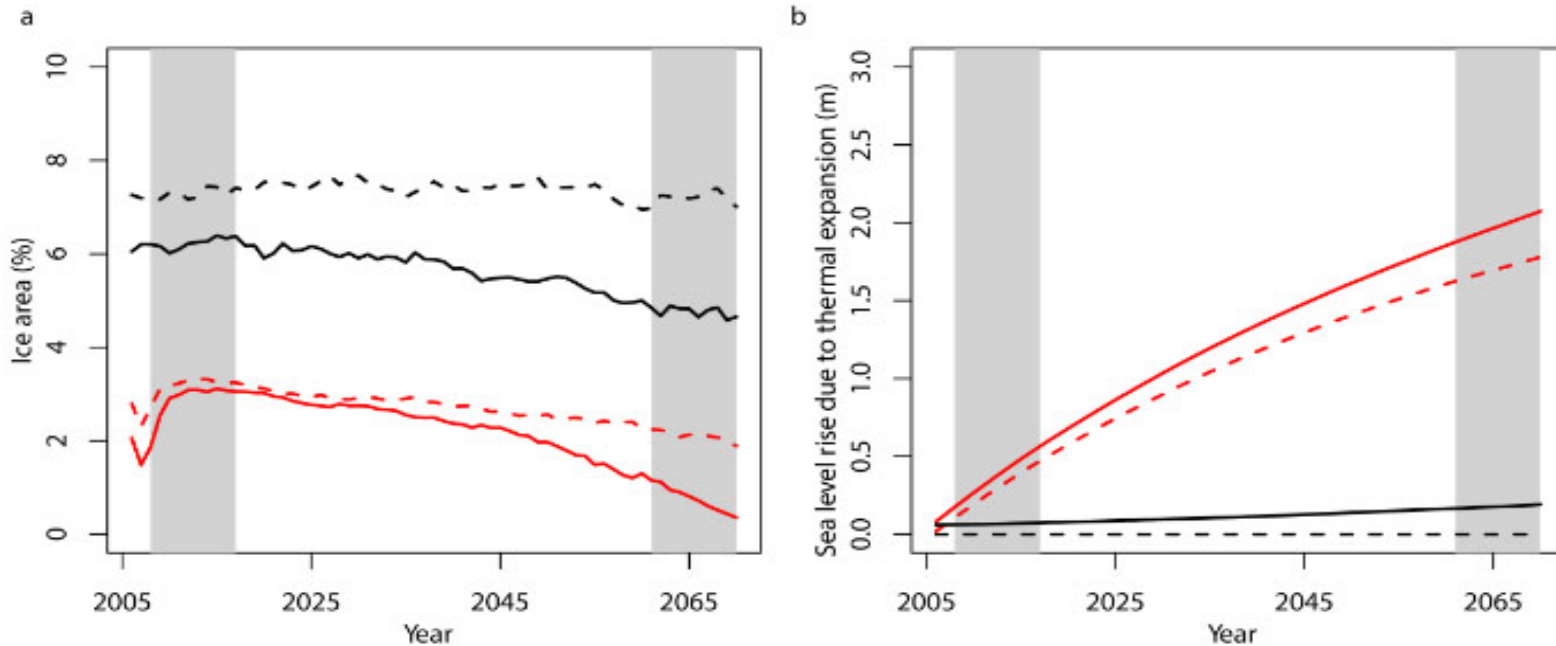 a
Ice area (%)
10
8
6
4
2
0
2005 2025 2045 2065
Year
b
Sea level rise due to thermal expansion (m)
3.0
2.5
2.0
1.5
1.0
0.5
0.0
2005 2025 2045 2065
Year